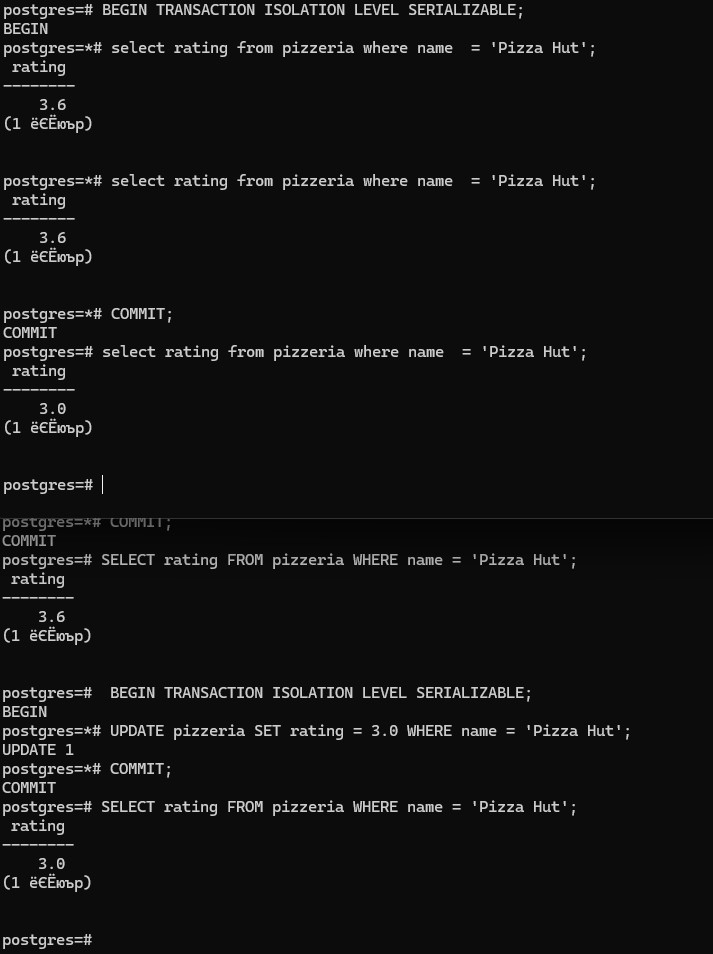 postgres=# BEGIN TRANSACTION ISOLATION LEVEL SERIALIZABLE;
BEGIN
postgres=*# select rating from pizzeria where name  = 'Pizza Hut';
 rating
--------
    3.6
(1 ёЄЁюър)
postgres=*# select rating from pizzeria where name  = 'Pizza Hut';
 rating
--------
    3.6
(1 ёЄЁюър)
postgres=*# COMMIT;
COMMIT
postgres=# select rating from pizzeria where name  = 'Pizza Hut';
 rating
--------
    3.0
(1 ёЄЁюър)
postgres=#
postgres=*# COMMIT;
COMMIT
postgres=# SELECT rating FROM pizzeria WHERE name = 'Pizza Hut';
 rating
--------
    3.6
(1 ёЄЁюър)
postgres=#  BEGIN TRANSACTION ISOLATION LEVEL SERIALIZABLE;
BEGIN
postgres=*# UPDATE pizzeria SET rating = 3.0 WHERE name = 'Pizza Hut';
UPDATE 1
postgres=*# COMMIT;
COMMIT
postgres=# SELECT rating FROM pizzeria WHERE name = 'Pizza Hut';
 rating
--------
    3.0
(1 ёЄЁюър)
postgres=#